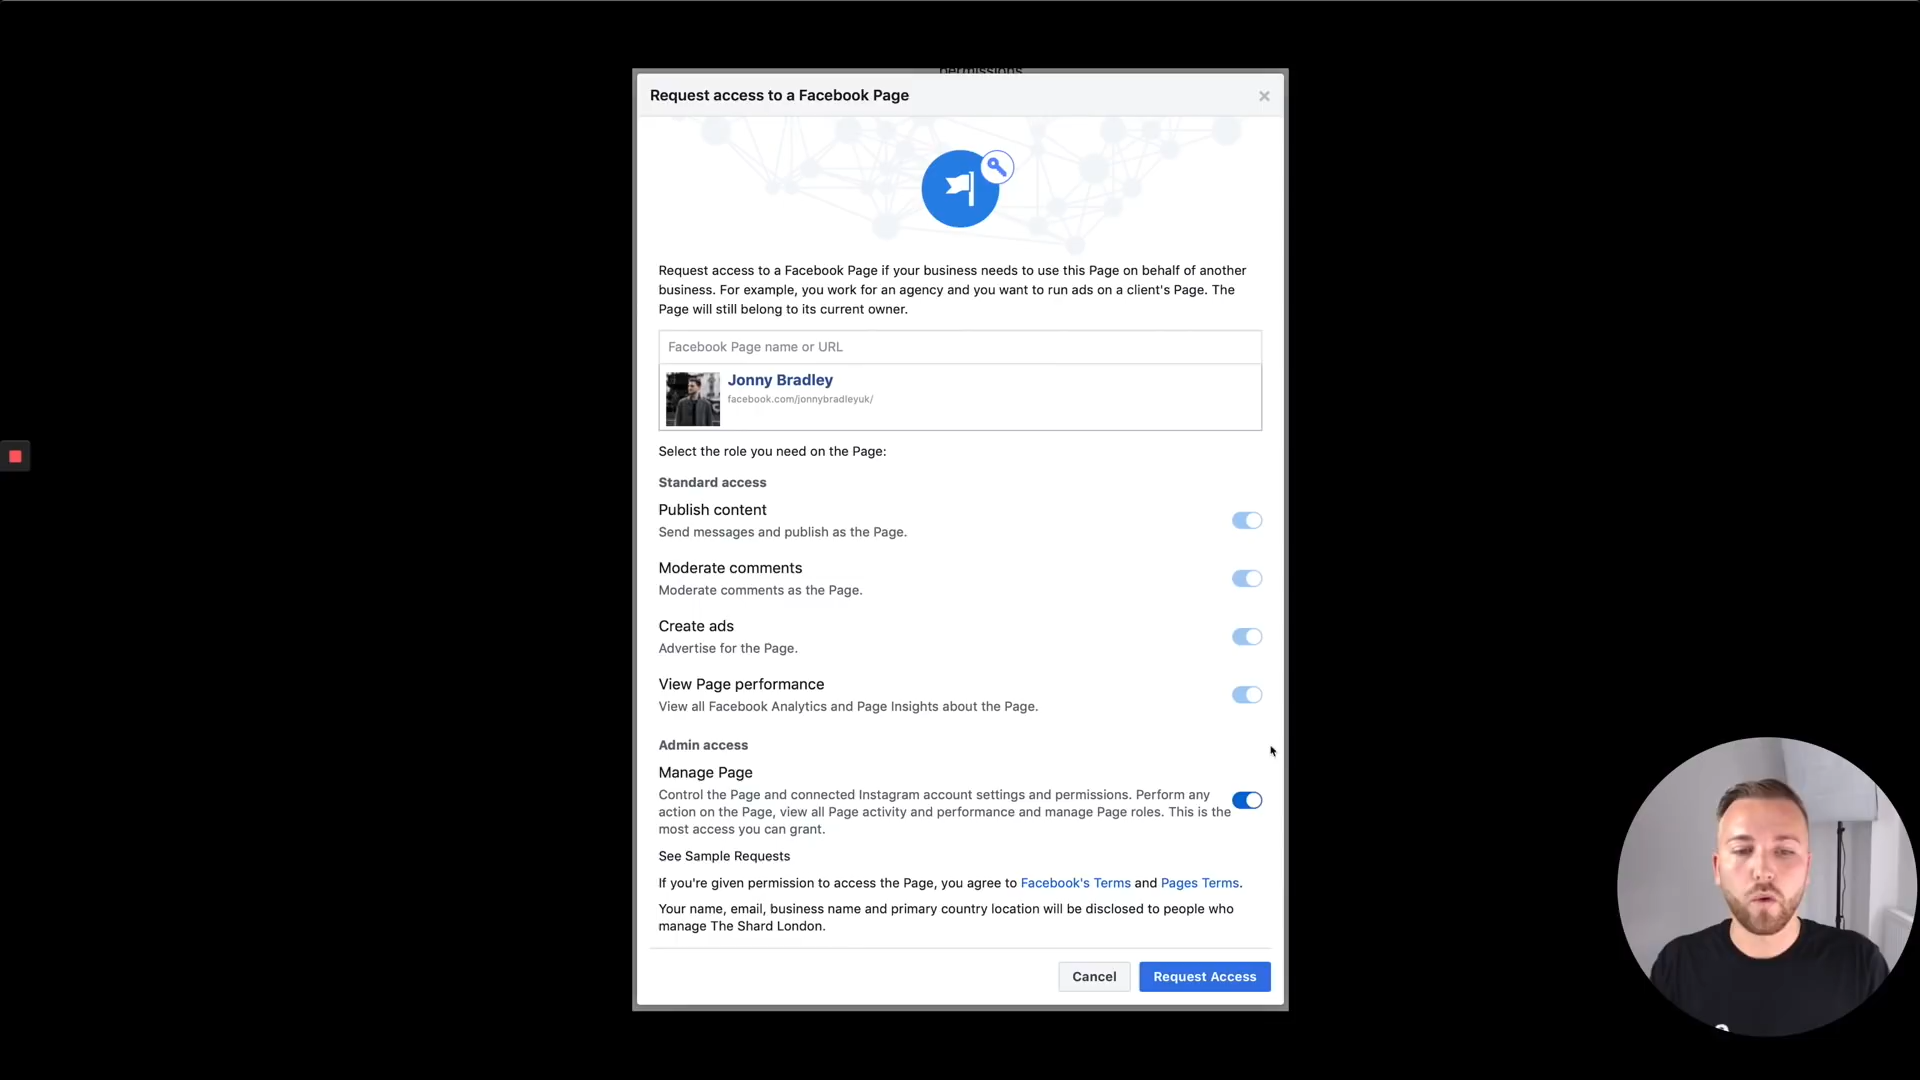 permissions
Request access to a Facebook Page
Request access to a Facebook Page if your business needs to use this Page on behalf of another
business. For example, you work for an agency and you want to run ads on a client's Page. The
Page will still belong to its current owner.
Facebook Page name or URL
Jonny Bradley
facebook.com/jonnybradleyuk/
Select the role you need on the Page:
Standard access
Publish content
Send messages and publish as the Page.
Moderate comments
Moderate comments as the Page.
Create ads
Advertise for the Page.
View Page performance
View all Facebook Analytics and Page Insights about the Page.
Admin access
Manage Page
Control the Page and connected Instagram account settings and permissions. Perform any
action on the Page, view all Page activity and performance and manage Page roles. This is the
most access you can grant.
See Sample Requests
If you're given permission to access the Page, you agree to Facebook's Terms and Pages Terms.
Your name, email, business name and primary country location will be disclosed to people who
manage The Shard London.
Cancel
Request Access